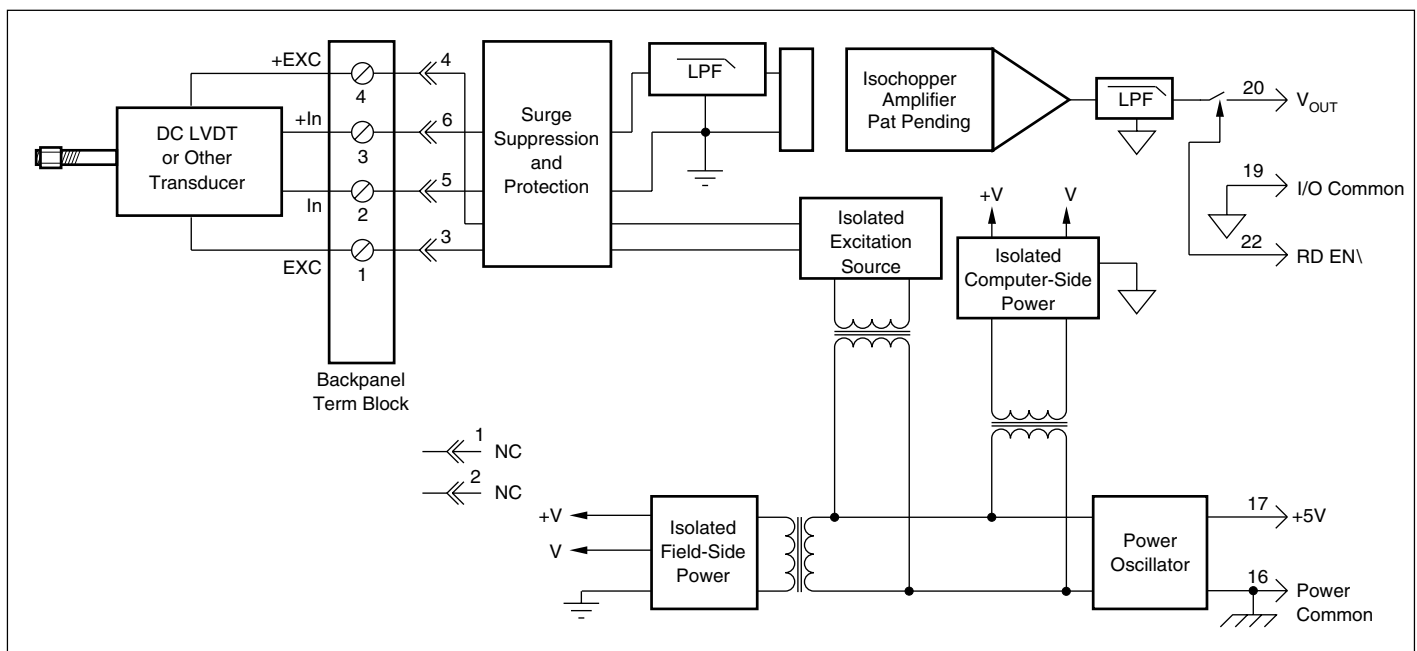 +EXC
4
4
DC LVDT
or Other
Transducer
+In
3
6
In
2
5
EXC
1
3
Backpanel
Term Block
Surge
Suppression
and
Protection
LPF
Isochopper
Amplifier
Pat Pending
LPF
20
VOUT
19
I/O Common
22
RD EN\
Isolated
Excitation
Source
+V
V
Isolated
Computer-Side
Power
1
NC
2
NC
+V
V
Isolated
Field-Side
Power
Power
Oscillator
17
+5V
16
Power
Common